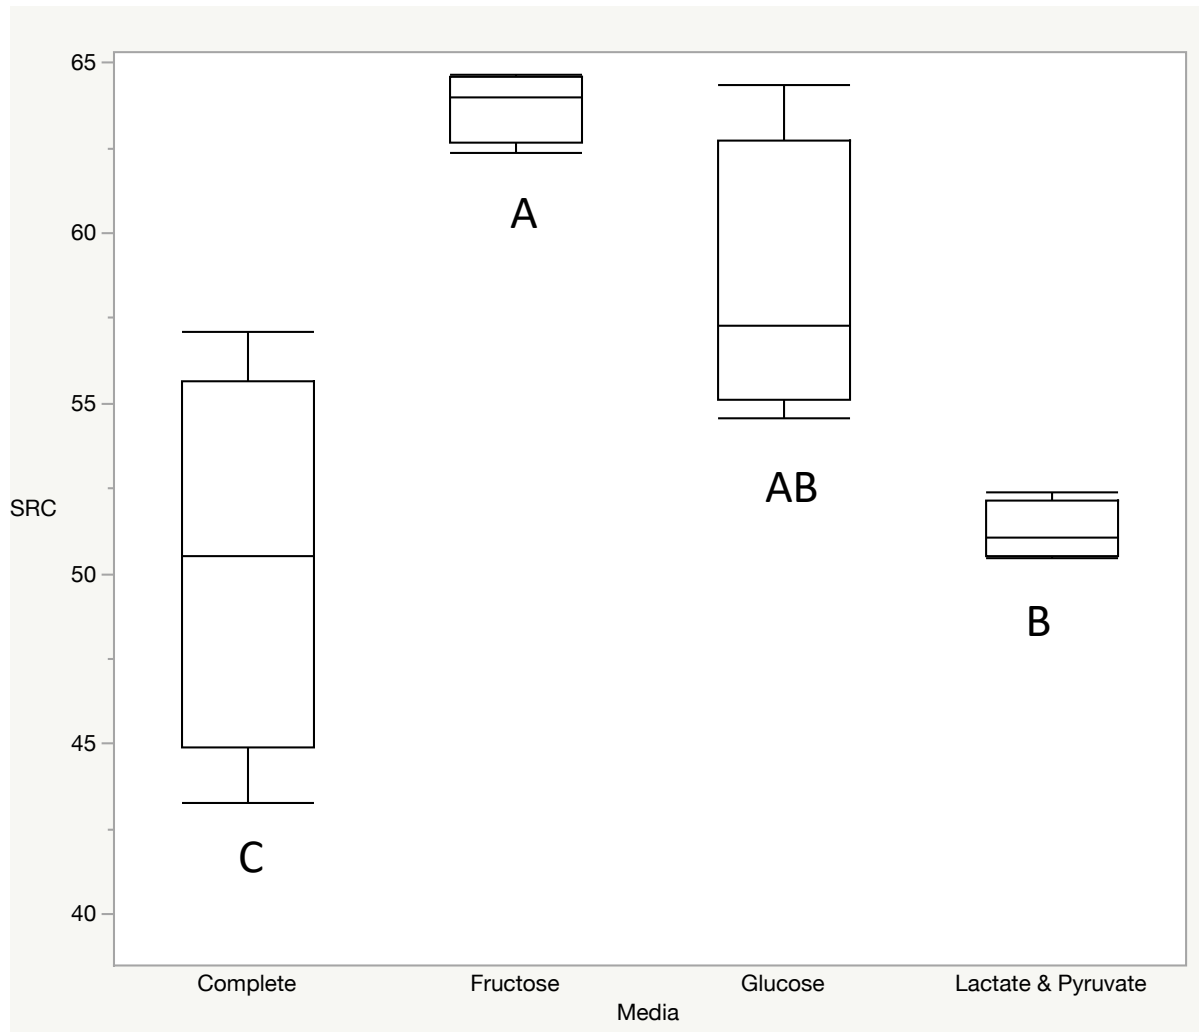 65
60
55
SRC
50
45
40
A
AB
B
C
Complete
Fructose
Glucose
Lactate & Pyruvate
Media